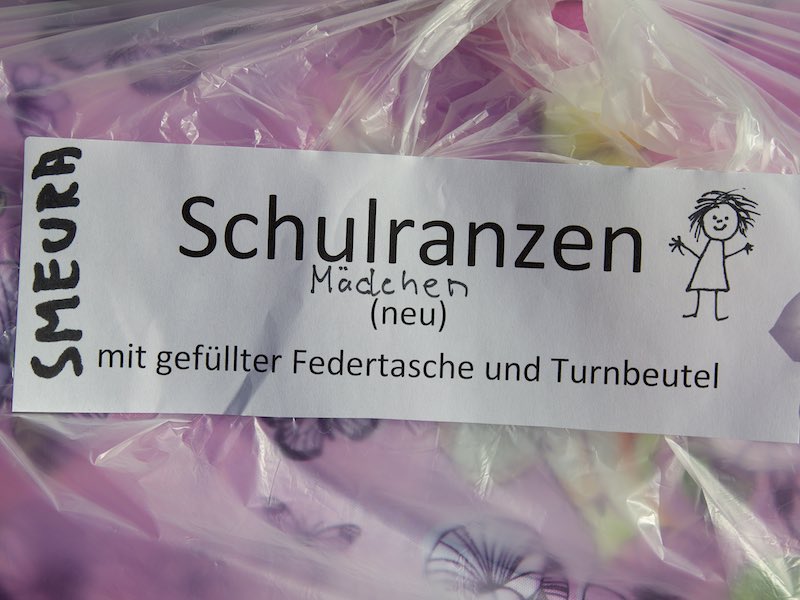 SMEURA
Schulranzen
Mädchen
(neu)
mit gefüllter Federtasche und Turnbeutel